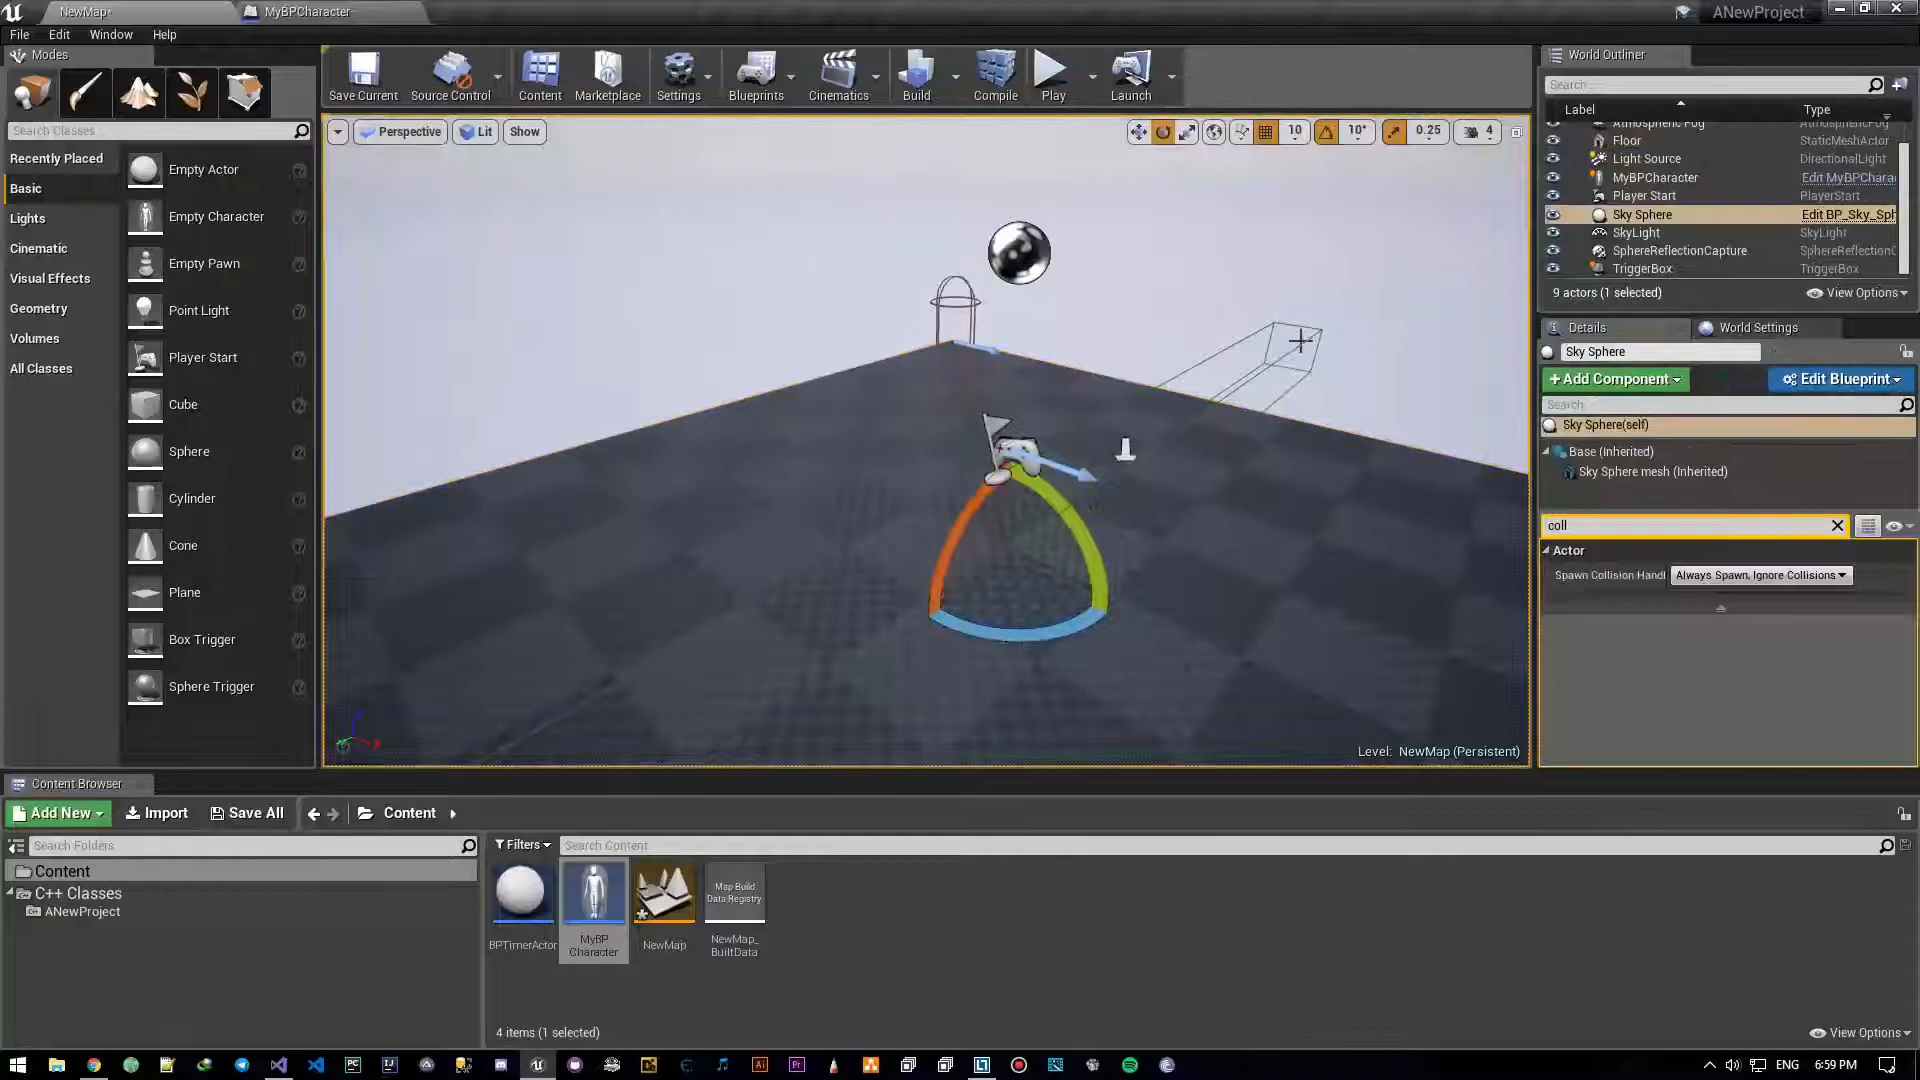 NewMap*
MyBPCharacter
ANewProject
File Edit Window Help
Modes
Search Classes
Recently Placed
Basic
Lights
Cinematic
Visual Effects
Geometry
Volumes
All Classes
Empty Actor
Empty Character
Empty Pawn
Point Light
Player Start
Cube
Sphere
Cylinder
Cone
Plane
Box Trigger
Sphere Trigger
Save Current
Source Control
Content
Marketplace
Settings
Blueprints
Cinematics
Build
Compile
Play
Launch
Perspective Lit Show
10 10° 0.25 4
Level: NewMap (Persistent)
World Outliner
Search...
Label Type
Atmospheric Fog AtmosphericFog
Floor StaticMeshActor
Light Source DirectionalLight
MyBPCharacter Edit MyBPChara
Player Start PlayerStart
Sky Sphere Edit BP_Sky_Sph
SkyLight SkyLight
SphereReflectionCapture SphereReflectionC
TriggerBox TriggerBox
9 actors (1 selected) View Options
Details World Settings
Sky Sphere
+Add Component Edit Blueprint
Search
Sky Sphere(self)
Base (Inherited)
Sky Sphere mesh (Inherited)
coll
Actor
Spawn Collision Handl Always Spawn, Ignore Collisions
Content Browser
Add New Import Save All Content
Search Folders
Content
C++ Classes
ANewProject
Filters Search Content
Map Build
Data Registry
BPTimerActor
MyBP
Character
NewMap
NewMap_
BuiltData
4 items (1 selected) View Options
ENG 6:59 PM